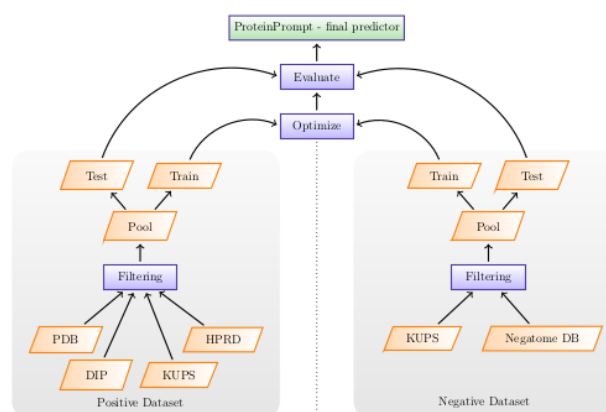 ProteinPrompt - final predictor
Evaluate
Optimize
Test
Train
Train
Test
Pool
Pool
Filtering
Filtering
PDB
HPRD
KUPS
Negatome DB
DIP
KUPS
Positive Dataset
Negative Dataset